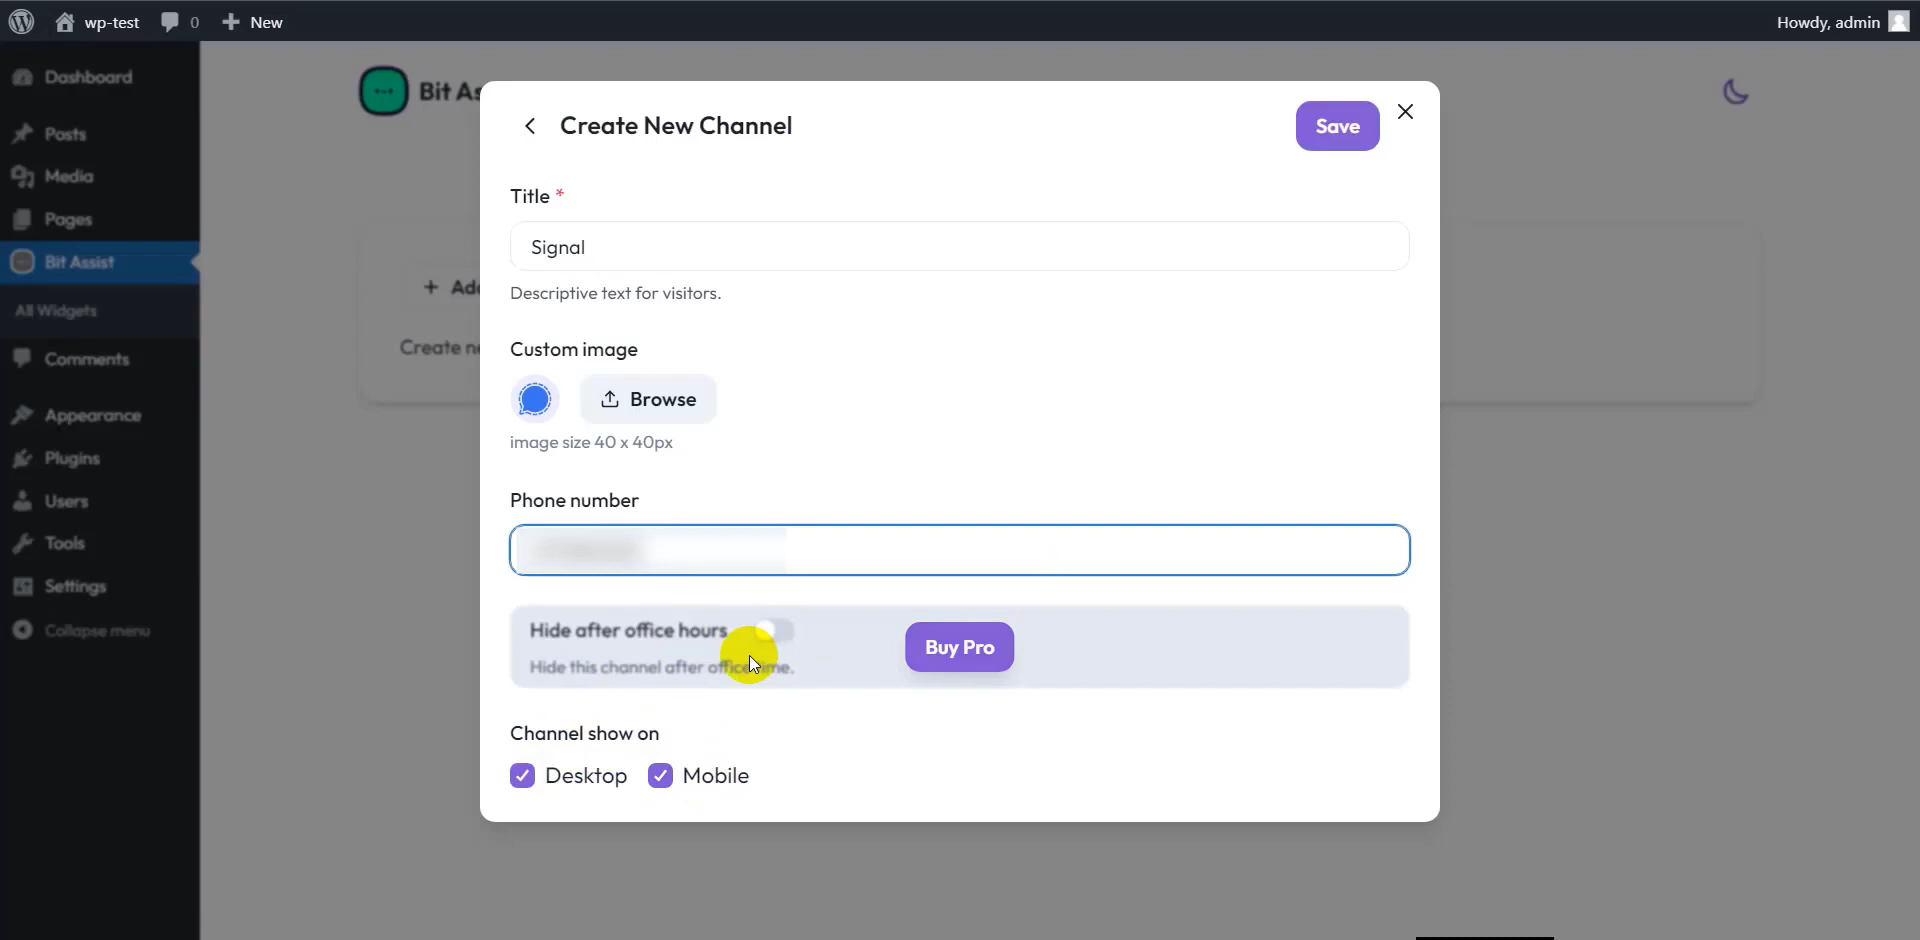 wp-test
0
New
Howdy, admin
Dashboard
Posts
Media
Pages
Bit Assist
All Widgets
Comments
Appearance
Plugins
Users
Tools
Settings
Collapse menu
Bit As
Add
Create ne
Create New Channel
Save
Title *
Signal
Descriptive text for visitors.
Custom image
Browse
image size 40 x 40px
Phone number
Hide after office hours
Hide this channel after office time.
Buy Pro
Channel show on
Desktop
Mobile